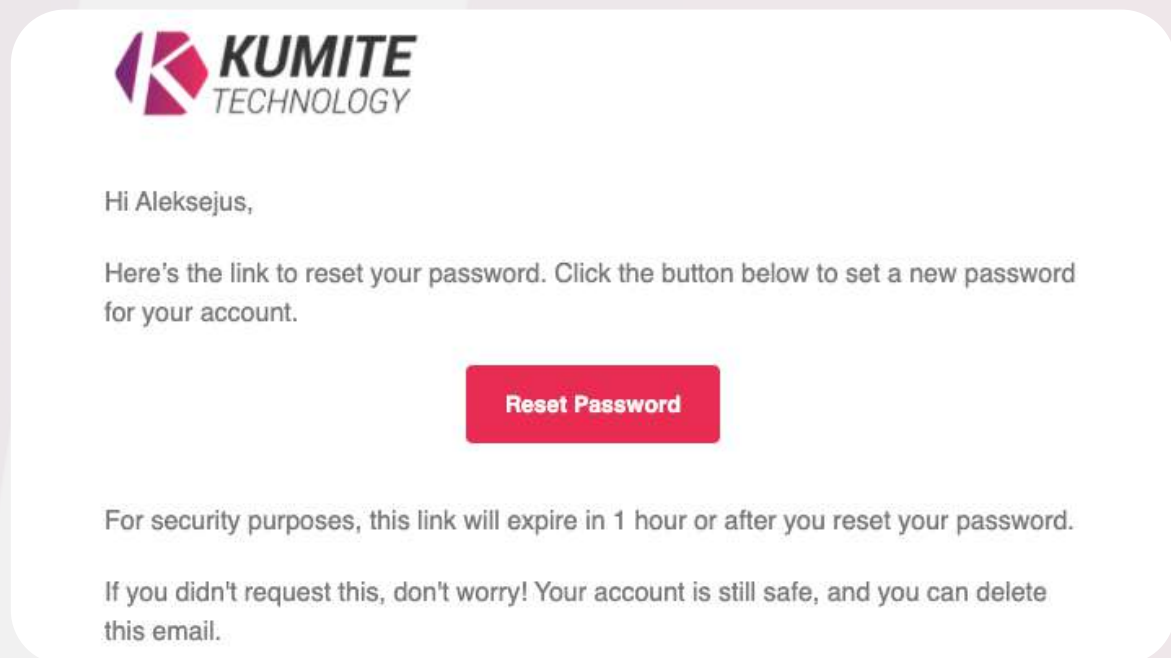 KUMITE
TECHNOLOGY
Hi Aleksejus,
Here’s the link to reset your password. Click the button below to set a new password
for your account.
Reset Password
For security purposes, this link will expire in 1 hour or after you reset your password.
If you didn't request this, don't worry! Your account is still safe, and you can delete
this email.